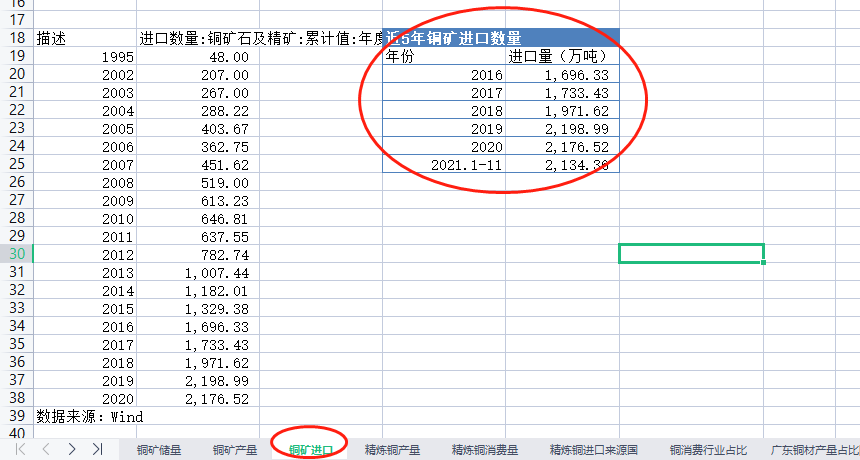 16
17
18 描述 进口数量:铜矿石及精矿:累计值:年度 近5年铜矿进口数量
19 1995 48.00 年份 进口量（万吨）
20 2002 207.00 2016 1,696.33
21 2003 267.00 2017 1,733.43
22 2004 288.22 2018 1,971.62
23 2005 403.67 2019 2,198.99
24 2006 362.75 2020 2,176.52
25 2007 451.62 2021.1-11 2,134.36
26 2008 519.00
27 2009 613.23
28 2010 646.81
29 2011 637.55
30 2012 782.74
31 2013 1,007.44
32 2014 1,182.01
33 2015 1,329.38
34 2016 1,696.33
35 2017 1,733.43
36 2018 1,971.62
37 2019 2,198.99
38 2020 2,176.52
39 数据来源：Wind
40
铜矿储量 铜矿产量 铜矿进口 精炼铜产量 精炼铜消费量 精炼铜进口来源国 铜消费行业占比 广东铜材产量占比